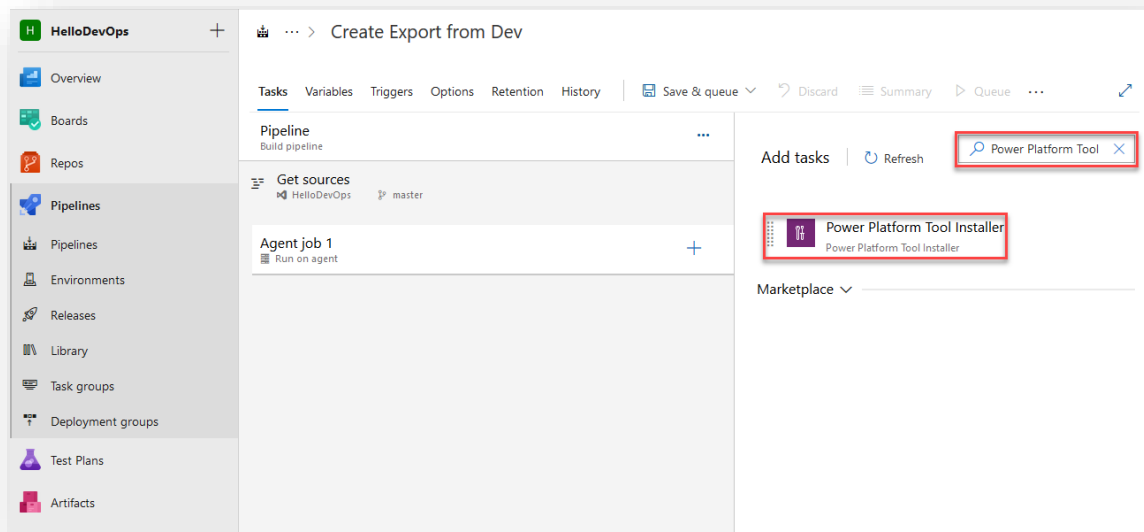 H HelloDevOps
Overview
Boards
Repos
Pipelines
Pipelines
Environments
Releases
Library
Task groups
Deployment groups
Test Plans
Artifacts
... > Create Export from Dev
Tasks Variables Triggers Options Retention History Save & queue Discard Summary Queue ...
Pipeline
Build pipeline
Get sources
HelloDevOps master
Agent job 1
Run on agent
Add tasks Refresh Power Platform Tool
Power Platform Tool Installer
Power Platform Tool Installer
Marketplace